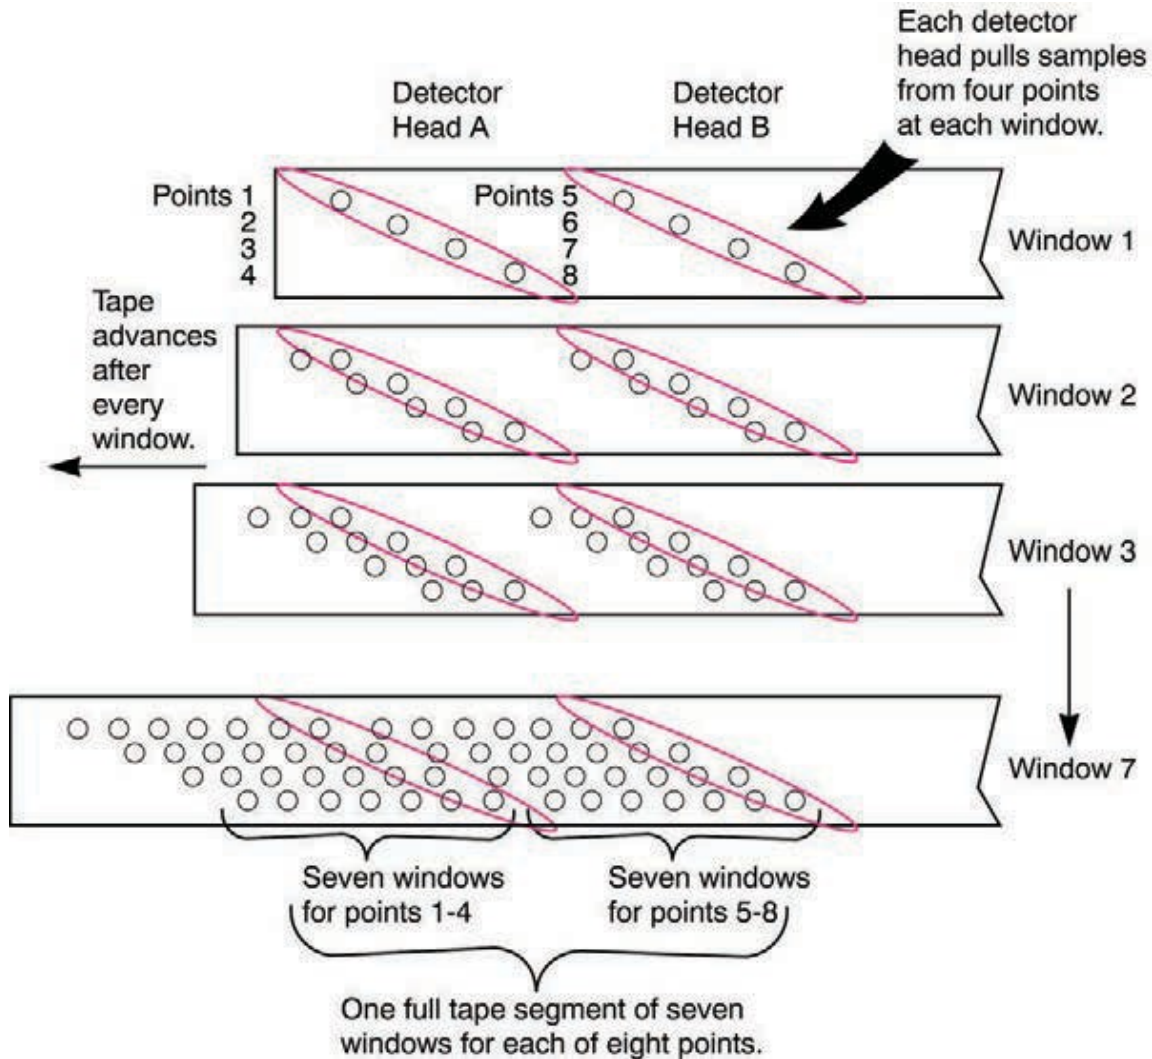 Each detector
head pulls samples
from four points
at each window.
Detector
Head A
Detector
Head B
Points 1
2
3
4
Points 5
6
7
8
Window 1
Tape
advances
after
every
window.
Window 2
Window 3
Window 7
Seven windows
for points 1-4
Seven windows
for points 5-8
One full tape segment of seven
windows for each of eight points.